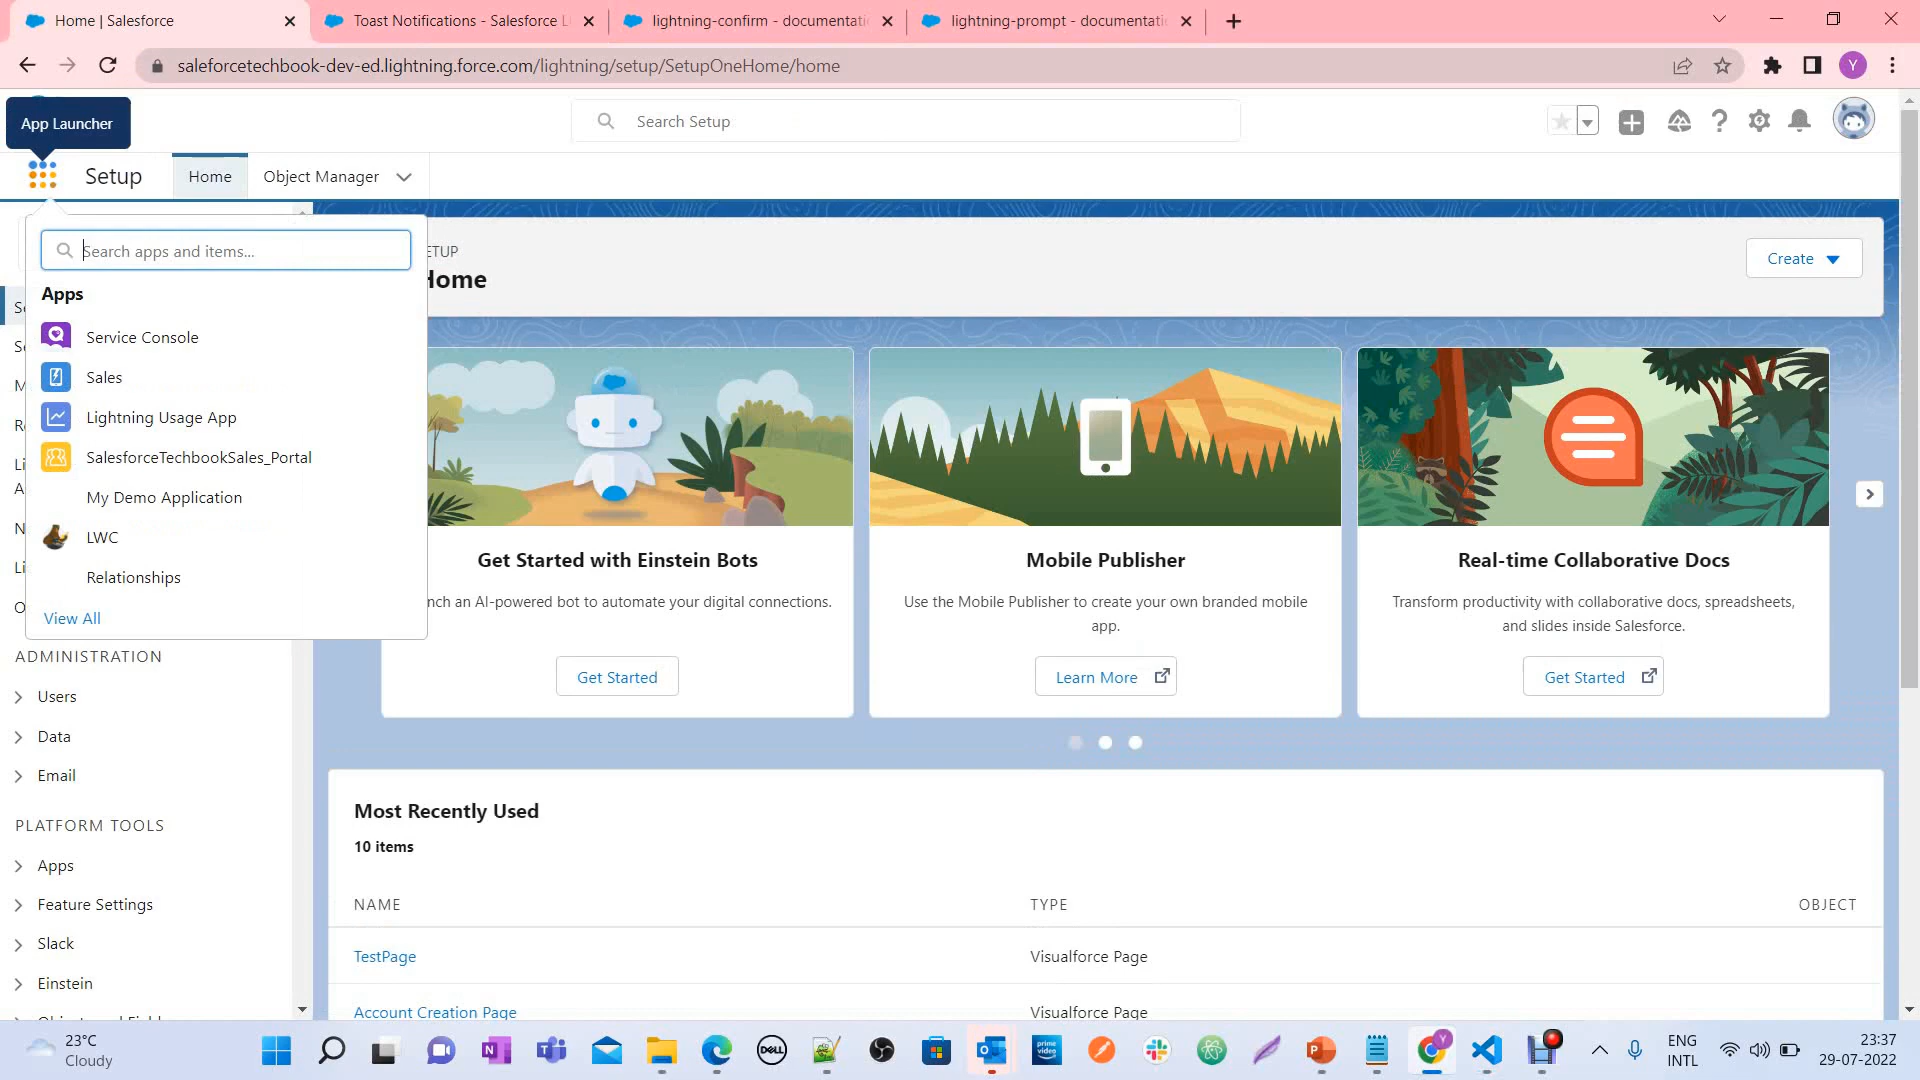 Home | Salesforce
Toast Notifications - Salesforce L
lightning-confirm - documentati
lightning-prompt - documentati
saleforcetechbook-dev-ed.lightning.force.com/lightning/setup/SetupOneHome/home
Y
App Launcher
Search Setup
Setup
Home
Object Manager
Search apps and items...
Apps
Service Console
Sales
Lightning Usage App
SalesforceTechbookSales_Portal
My Demo Application
LWC
Relationships
View All
ETUP
Home
Create
Get Started with Einstein Bots
nch an AI-powered bot to automate your digital connections.
Get Started
Mobile Publisher
Use the Mobile Publisher to create your own branded mobile
app.
Learn More
Real-time Collaborative Docs
Transform productivity with collaborative docs, spreadsheets,
and slides inside Salesforce.
Get Started
ADMINISTRATION
Users
Data
Email
PLATFORM TOOLS
Apps
Feature Settings
Slack
Einstein
Most Recently Used
10 items
NAME TYPE OBJECT
TestPage Visualforce Page
Account Creation Page Visualforce Page
23°C
Cloudy
DELL
prime
video
ENG
INTL
23:37
29-07-2022